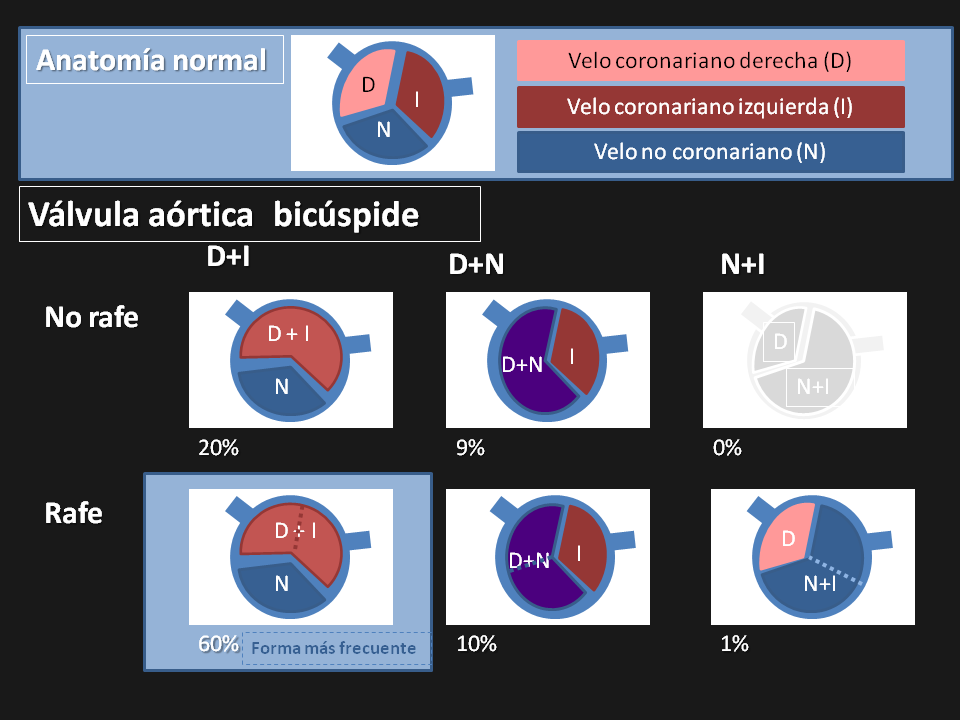 Anatomía normal
D
I
N
Velo coronariano derecha (D)
Velo coronariano izquierda (I)
Velo no coronariano (N)
Válvula aórtica bicúspide
D+I
D+N
N+I
No rafe
D + I
N
D+N
I
D
N+I
20%
9%
0%
Rafe
D + I
N
D+N
I
D
N+I
60%
Forma más frecuente
10%
1%